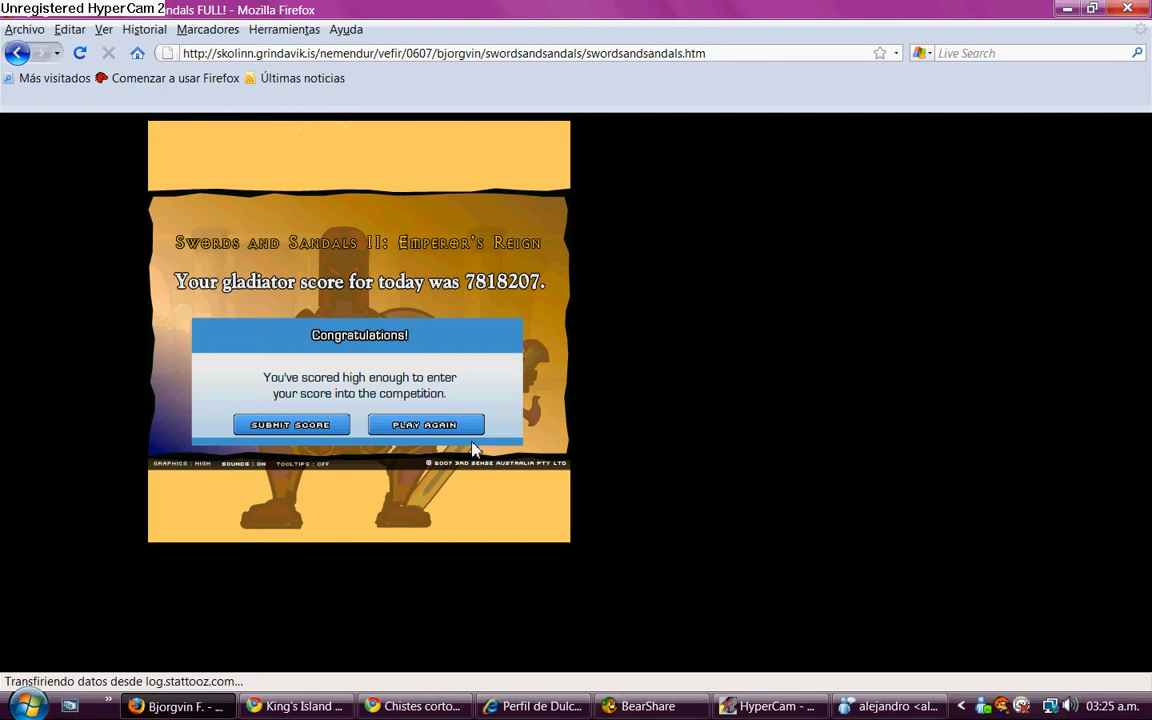 Unregistered HyperCam 2
ndals FULL! - Mozilla Firefox
Archivo Editar Ver Historial Marcadores Herramientas Ayuda
http://skolinn.grindavik.is/nemendur/vefir/0607/bjorgvin/swordsandsandals/swordsandsandals.htm
Live Search
Más visitados Comenzar a usar Firefox Últimas noticias
Swords and Sandals II: Emperor's Reign
Your gladiator score for today was 7818207.
Congratulations!
You've scored high enough to enter
your score into the competition.
SUBMIT SCORE PLAY AGAIN
GRAPHICS : HIGH SOUNDS : ON TOOLTIPS : OFF © 2007 3RD SENSE AUSTRALIA PTY LTD
Transfiriendo datos desde log.stattooz.com...
Bjorgvin F. - ... King's Island ... Chistes corto... Perfil de Dulc... BearShare HyperCam - ... alejandro <al... 03:25 a.m.